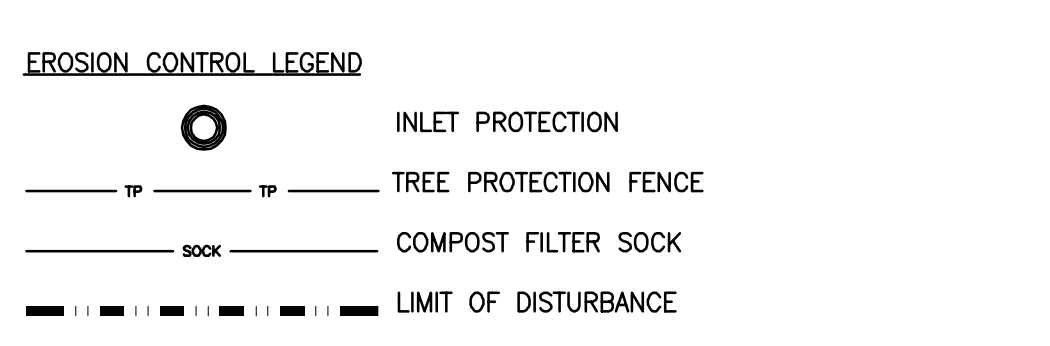 EROSION CONTROL LEGEND
INLET PROTECTION
TP TP TREE PROTECTION FENCE
SOCK COMPOST FILTER SOCK
LIMIT OF DISTURBANCE